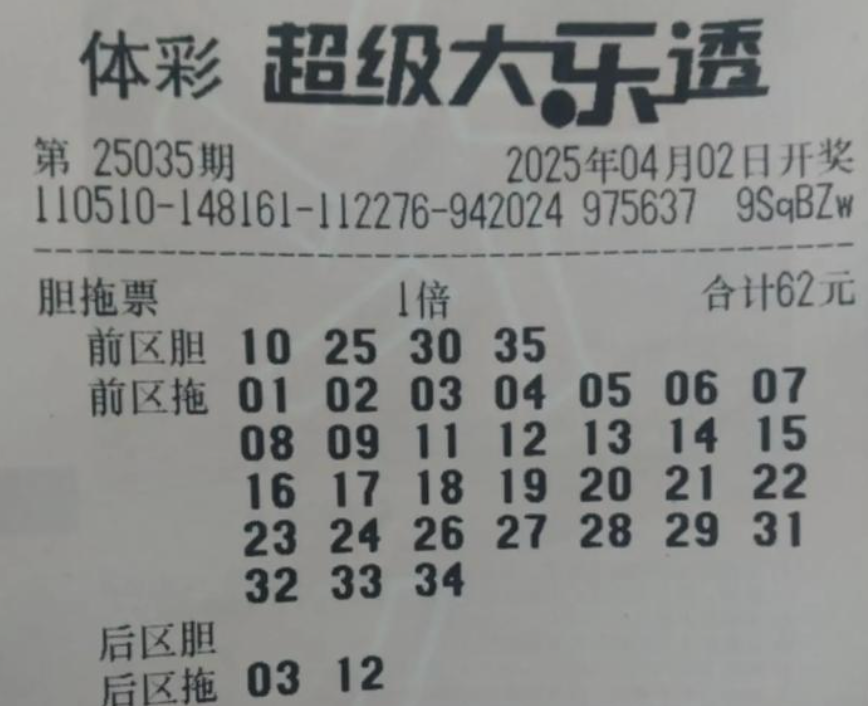 体彩 超级大乐透
第 25035期 2025年04月02日开奖
110510-148161-112276-942024 975637 9SqBZw
胆拖票 1倍 合计62元
前区胆 10 25 30 35
前区拖 01 02 03 04 05 06 07
08 09 11 12 13 14 15
16 17 18 19 20 21 22
23 24 26 27 28 29 31
32 33 34
后区胆
后区拖 03 12